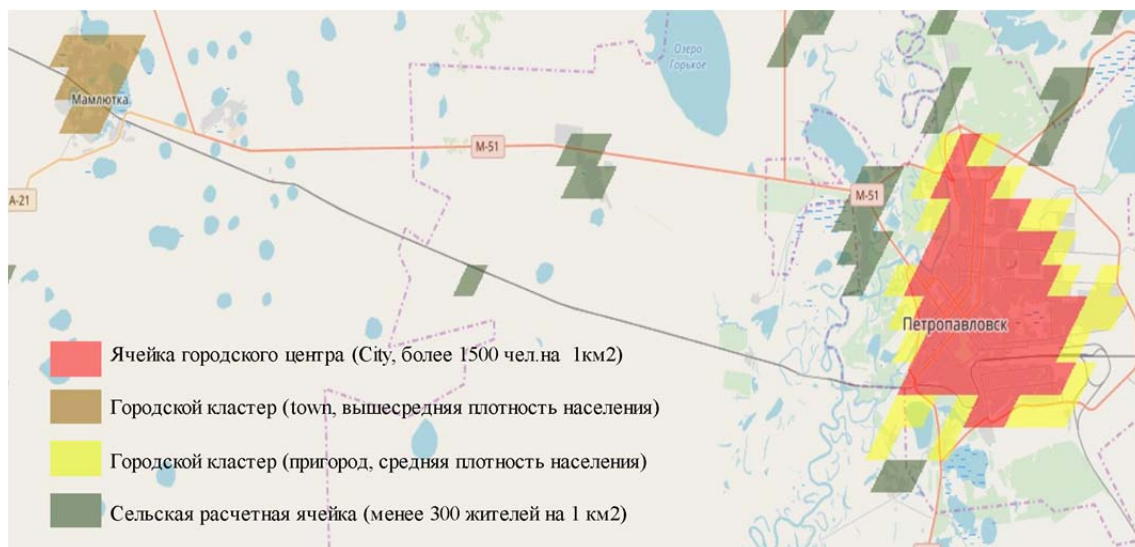 Озеро
Горькое
Мамлютка
М-51
М-51
А-21
Петропавловск
Ячейка городского центра (City, более 1500 чел.на 1км2)
Городской кластер (town, вышесредняя плотность населения)
Городской кластер (пригород, средняя плотность населения)
Сельская расчетная ячейка (менее 300 жителей на 1 км2)